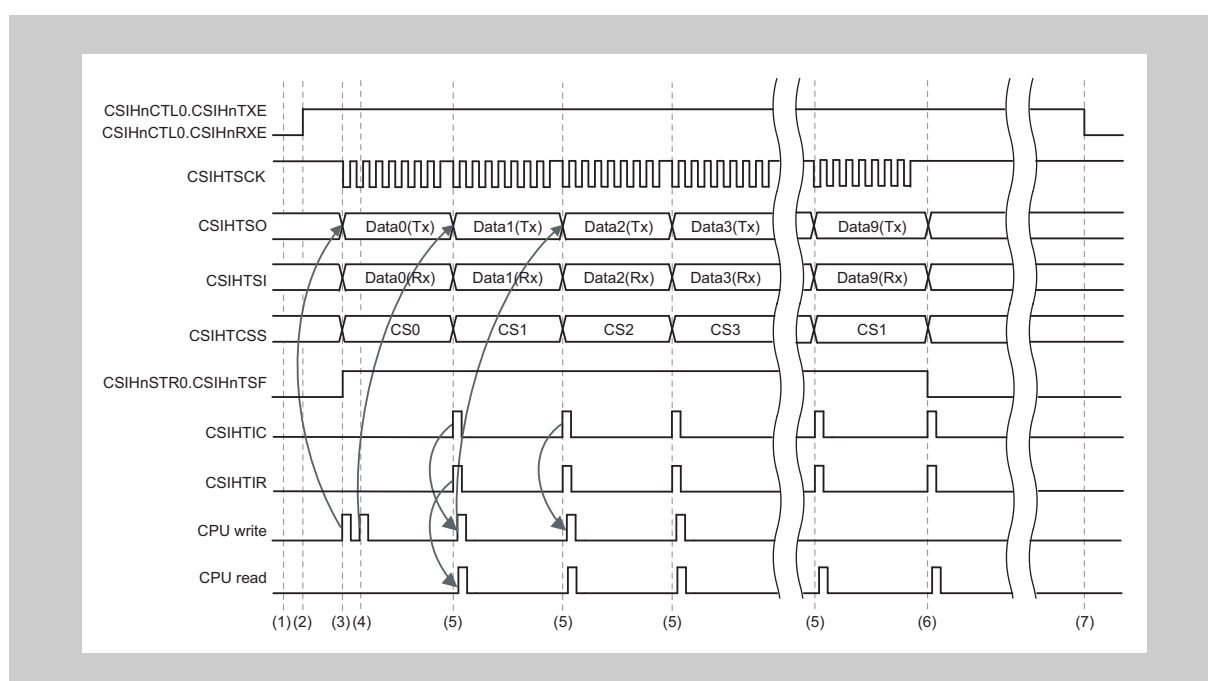 CSIHnCTL0.CSIHnTXE
CSIHnCTL0.CSIHnRXE
CSIHTSCK
CSIHTSO Data0(Tx) Data1(Tx) Data2(Tx) Data3(Tx) Data9(Tx)
CSIHTSI Data0(Rx) Data1(Rx) Data2(Rx) Data3(Rx) Data9(Rx)
CSIHTCSS CS0 CS1 CS2 CS3 CS1
CSIHnSTR0.CSIHnTSF
CSIHTIC
CSIHTIR
CPU write
CPU read
(1) (2) (3) (4) (5) (5) (5) (5) (6) (7)